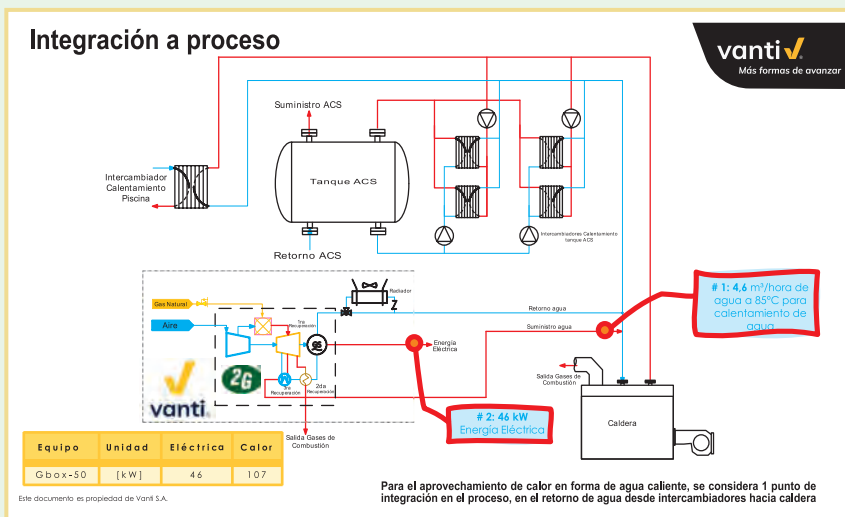 Integración a proceso
vanti
Más formas de avanzar
Suministro ACS
Tanque ACS
Intercambiador
Calentamiento
Piscina
Retorno ACS
Intercambiadores Calentamiento
tanque ACS
# 1: 4,6 m³/hora de
agua a 85ºC para
calentamiento de
agua
Gas Natural
Aire
1ra
Recuperación
Radiador
Z
Retorno agua
Suministro agua
GS
Energía
Eléctrica
vanti
2G
3ra
Recuperación
2da
Recuperación
Salida Gases de
Combustión
# 2: 46 kW
Energía Eléctrica
Salida Gases de
Combustión
Caldera
Equipo Unidad Eléctrica Calor
Gbox-50 [kW] 46 107
Este documento es propiedad de Vanti S.A.
Para el aprovechamiento de calor en forma de agua caliente, se considera 1 punto de
integración en el proceso, en el retorno de agua desde intercambiadores hacia caldera